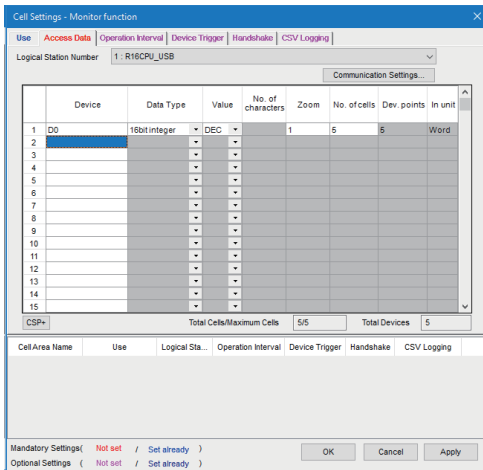 Cell Settings - Monitor function
Use Access Data Operation Interval Device Trigger Handshake CSV Logging
Logical Station Number 1 : R16CPU_USB
Communication Settings...
Device Data Type Value No. of characters Zoom No. of cells Dev. points In unit
1 D0 16bit integer DEC 1 5 5 Word
2
3
4
5
6
7
8
9
10
11
12
13
14
15
CSP+ Total Cells/Maximum Cells 5/5 Total Devices 5
Cell Area Name Use Logical Sta... Operation Interval Device Trigger Handshake CSV Logging
Mandatory Settings( Not set / Set already )
Optional Settings ( Not set / Set already )
OK Cancel Apply